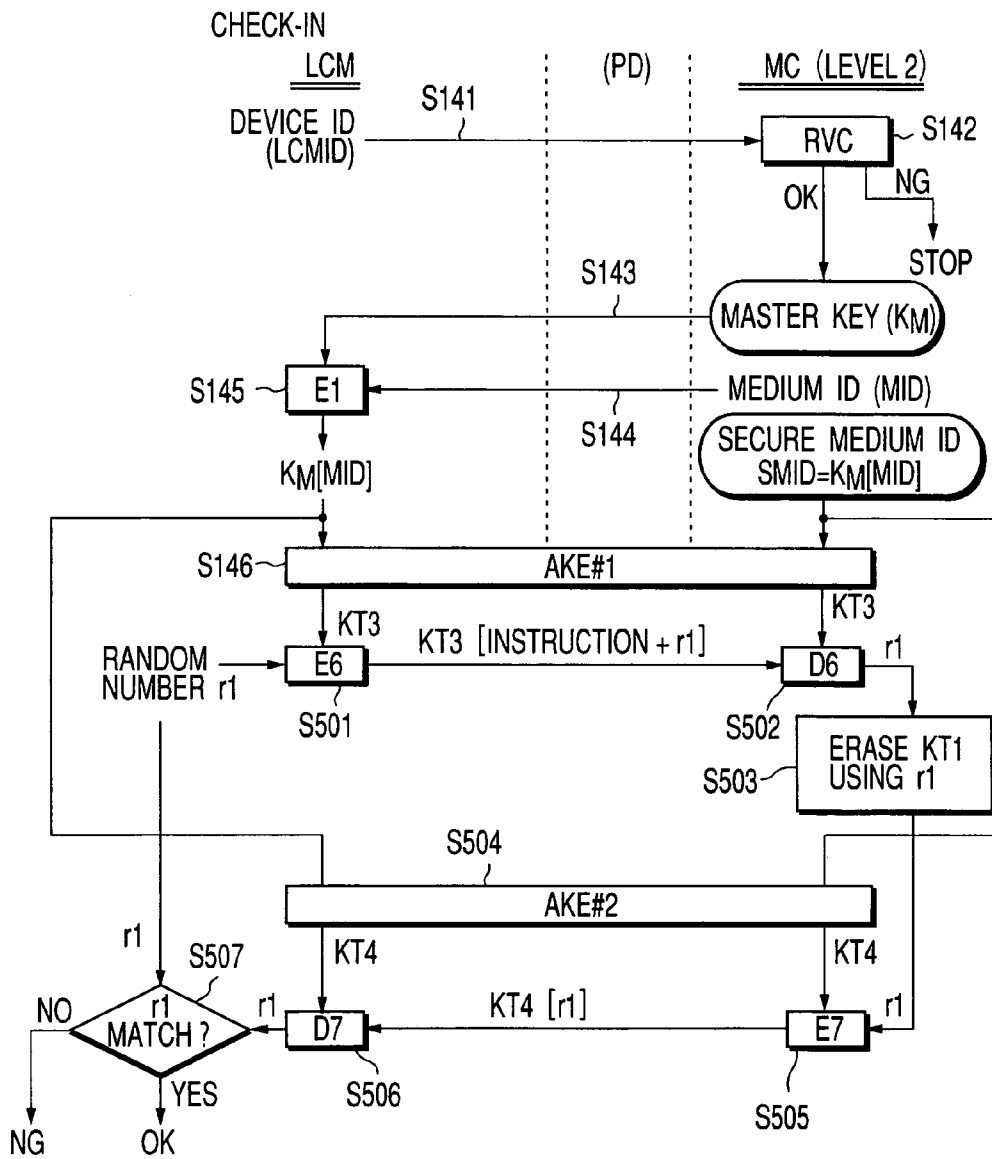 CHECK-IN
LCM
(PD)
MC (LEVEL 2)
DEVICE ID
(LCMID)
S141
RVC
S142
OK
NG
STOP
S143
MASTER KEY (KM)
S145
E1
MEDIUM ID (MID)
S144
SECURE MEDIUM ID
SMID=KM[MID]
KM[MID]
S146
AKE#1
KT3
KT3
RANDOM
NUMBER r1
E6
KT3 [INSTRUCTION + r1]
D6
r1
S501
S502
S503
ERASE KT1
USING r1
S504
AKE#2
r1
KT4
KT4
S507
NO
r1
MATCH ?
r1
D7
KT4 [r1]
E7
r1
YES
S506
S505
NG
OK